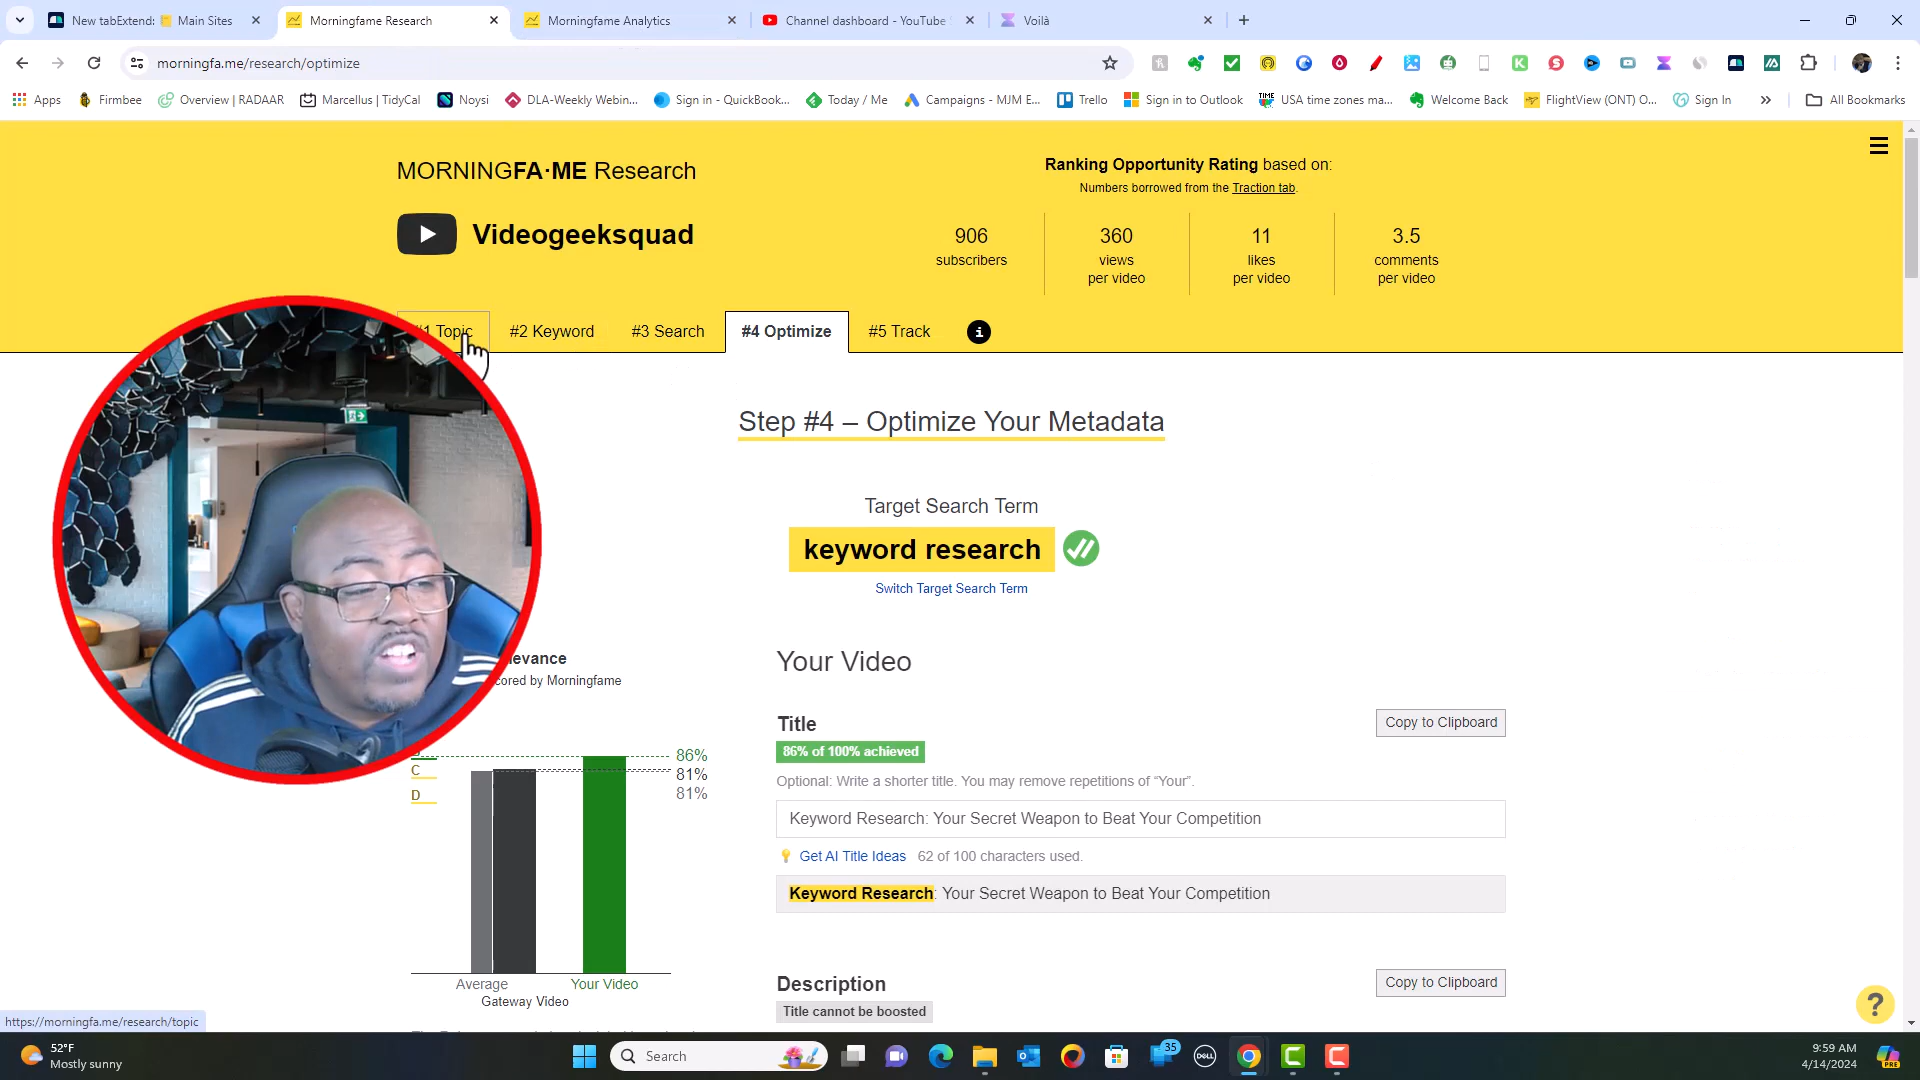 New tabExtend: Main Sites
Morningfame Research
Morningfame Analytics
Channel dashboard - YouTube
Voilà
morningfa.me/research/optimize
Apps
Firmbee
Overview | RADAAR
Marcellus | TidyCal
Noysi
DLA-Weekly Webin...
Sign in - QuickBook...
Today / Me
Campaigns - MJM E...
Trello
Sign in to Outlook
USA time zones ma...
Welcome Back
FlightView (ONT) O...
Sign In
All Bookmarks
MORNINGFA·ME Research
Ranking Opportunity Rating based on:
Numbers borrowed from the Traction tab.
Videogeeksquad
906
subscribers
360
views
per video
11
likes
per video
3.5
comments
per video
#1 Topic
#2 Keyword
#3 Search
#4 Optimize
#5 Track
i
Step #4 – Optimize Your Metadata
Target Search Term
keyword research
Switch Target Search Term
levance
cored by Morningfame
C
D
86%
81%
81%
Average
Your Video
Gateway Video
Your Video
Title
Copy to Clipboard
86% of 100% achieved
Optional: Write a shorter title. You may remove repetitions of “Your”.
Keyword Research: Your Secret Weapon to Beat Your Competition
Get AI Title Ideas
62 of 100 characters used.
Keyword Research: Your Secret Weapon to Beat Your Competition
Description
Copy to Clipboard
Title cannot be boosted
?
https://morningfa.me/research/topic
52°F
Mostly sunny
Search
35
DELL
9:59 AM
4/14/2024
PRE